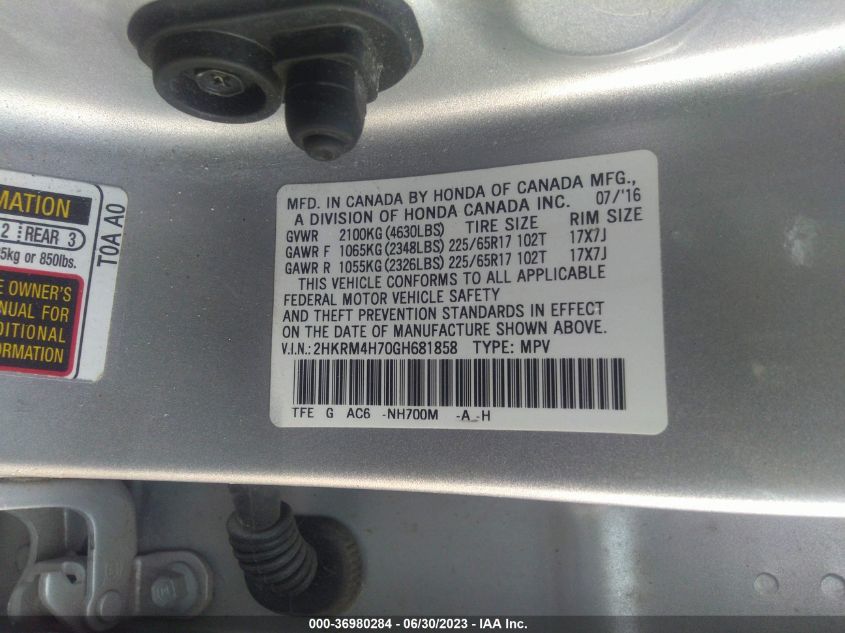 MATION
2 REAR 3
5kg or 850lbs.
E OWNER'S
NUAL FOR
DITIONAL
ORMATION
TOA A0
MFD. IN CANADA BY HONDA OF CANADA MFG.,
A DIVISION OF HONDA CANADA INC. 07/'16
GVWR 2100KG (4630LBS) TIRE SIZE RIM SIZE
GAWR F 1065KG (2348LBS) 225/65R17 102T 17X7J
GAWR R 1055KG (2326LBS) 225/65R17 102T 17X7J
THIS VEHICLE CONFORMS TO ALL APPLICABLE
FEDERAL MOTOR VEHICLE SAFETY
AND THEFT PREVENTION STANDARDS IN EFFECT
ON THE DATE OF MANUFACTURE SHOWN ABOVE.
V.I.N.: 2HKRM4H70GH681858 TYPE: MPV
TFE G AC6 -NH700M -A_-H
000-36980284 - 06/30/2023 - IAA Inc.